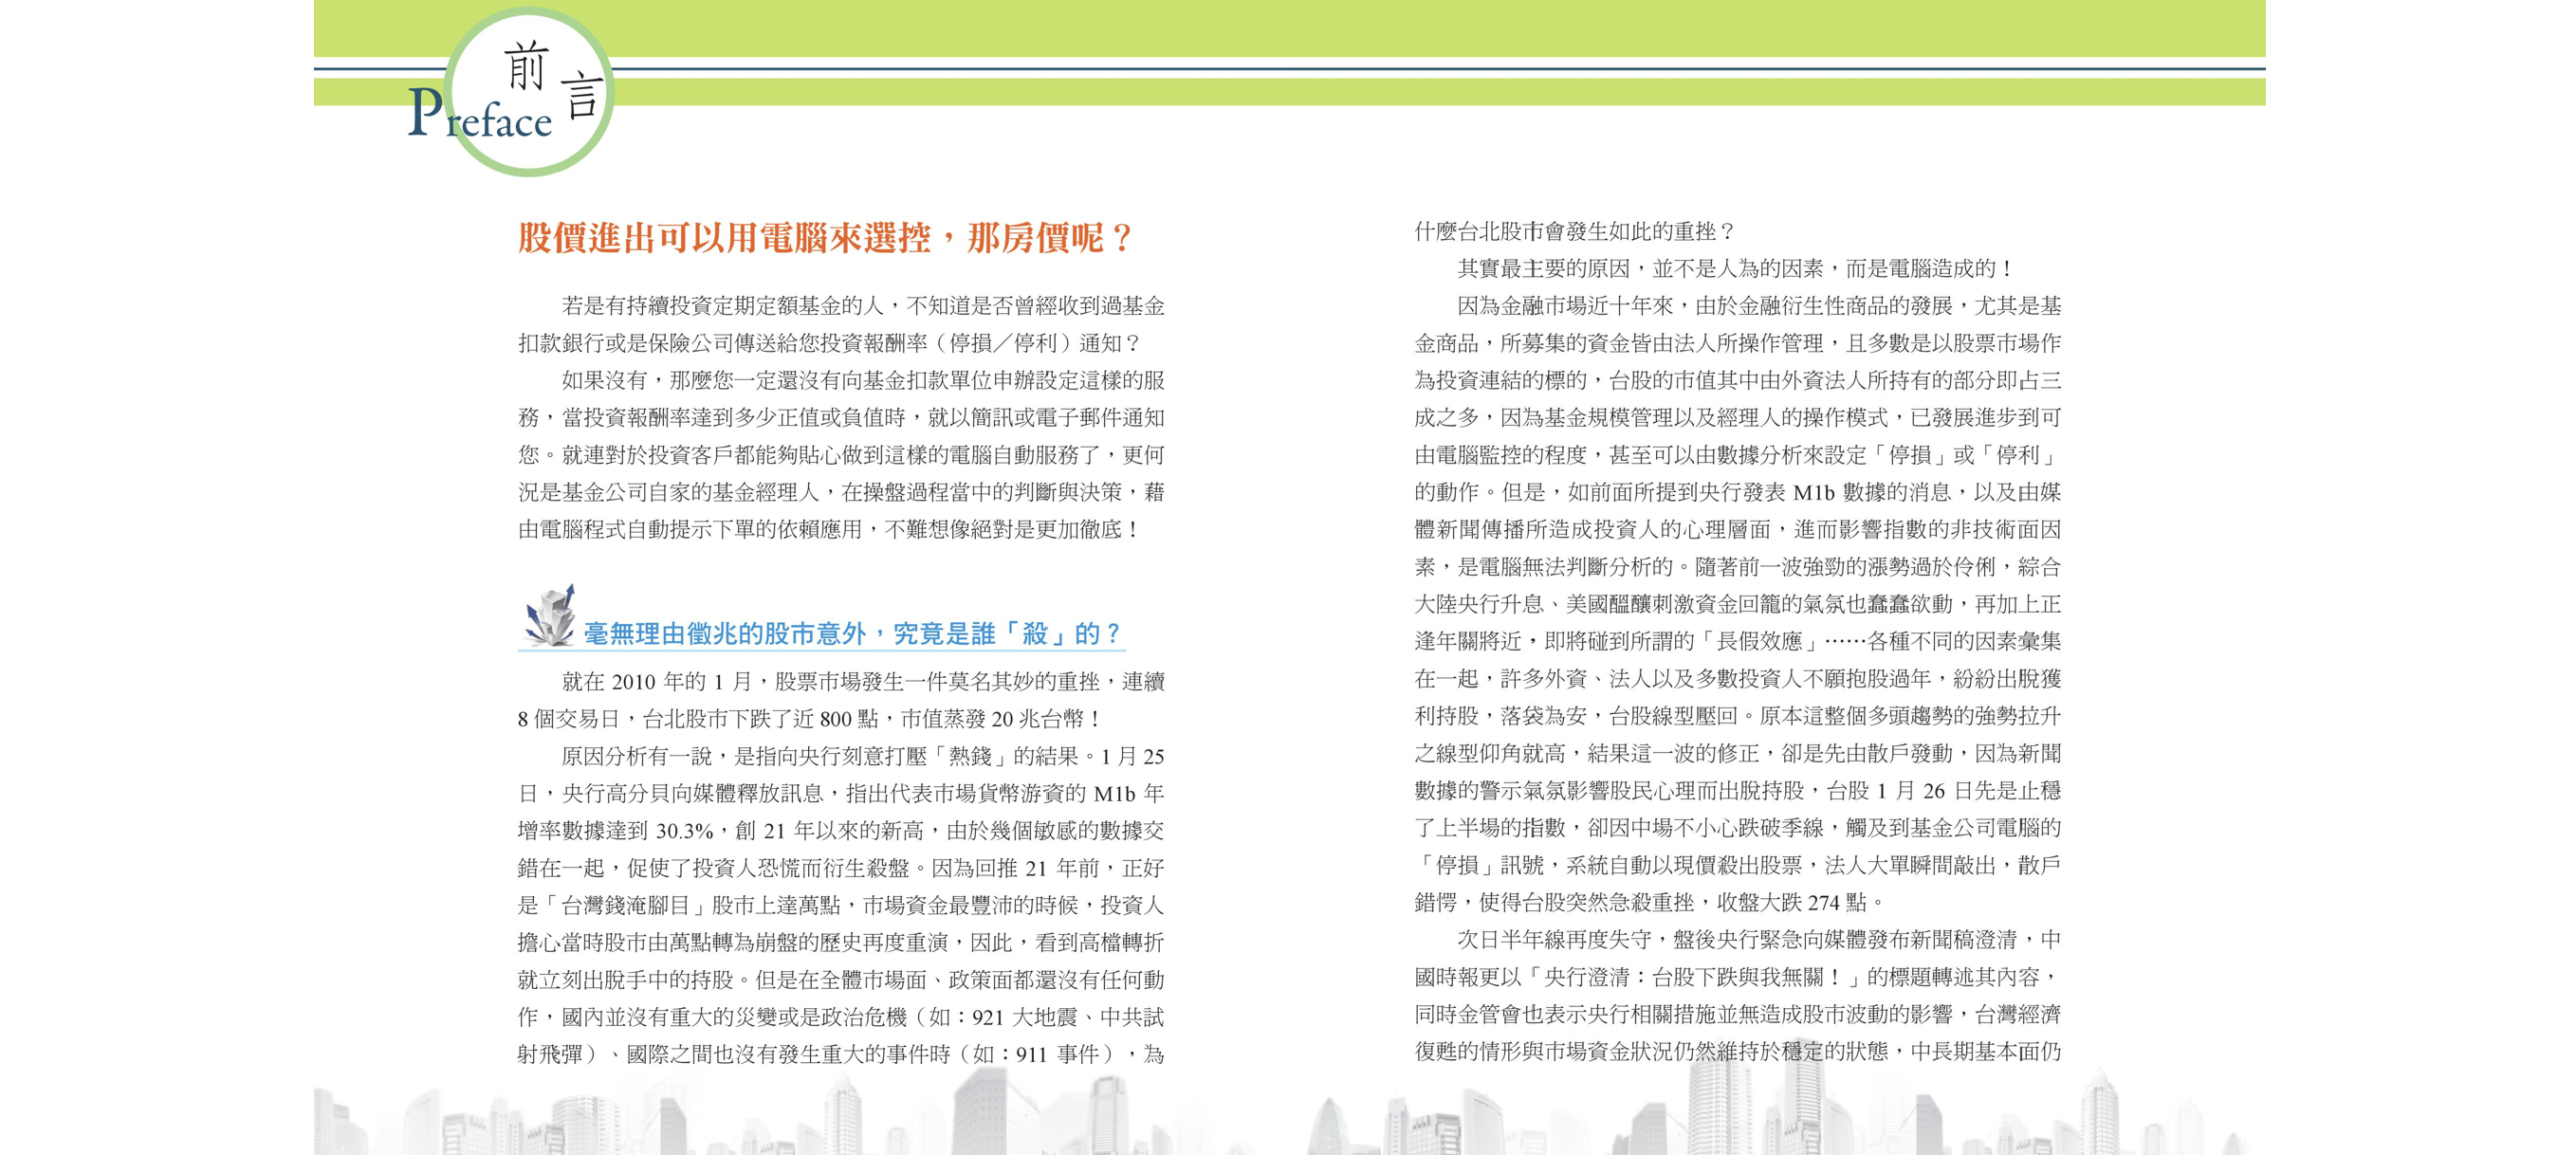 前言
Preface
股價進出可以用電腦來選控，那房價呢？
若是有持續投資定期定額基金的人，不知道是否曾經收到過基金
扣款銀行或是保險公司傳送給您投資報酬率（停損／停利）通知？
如果沒有，那麼您一定還沒有向基金扣款單位申辦設定這樣的服
務，當投資報酬率達到多少正值或負值時，就以簡訊或電子郵件通知
您。就連對於投資客戶都能夠貼心做到這樣的電腦自動服務了，更何
況是基金公司自家的基金經理人，在操盤過程當中的判斷與決策，藉
由電腦程式自動提示下單的依賴應用，不難想像絕對是更加徹底！
毫無理由徵兆的股市意外，究竟是誰「殺」的？
就在 2010 年的 1 月，股票市場發生一件莫名其妙的重挫，連續
8 個交易日，台北股市下跌了近 800 點，市值蒸發 20 兆台幣！
原因分析有一說，是指向央行刻意打壓「熱錢」的結果。1 月 25
日，央行高分貝向媒體釋放訊息，指出代表市場貨幣游資的 M1b 年
增率數據達到 30.3%，創 21 年以來的新高，由於幾個敏感的數據交
錯在一起，促使了投資人恐慌而衍生殺盤。因為回推 21 年前，正好
是「台灣錢淹腳目」股市上達萬點，市場資金最豐沛的時候，投資人
擔心當時股市由萬點轉為崩盤的歷史再度重演，因此，看到高檔轉折
就立刻出脫手中的持股。但是在全體市場面、政策面都還沒有任何動
作，國內並沒有重大的災變或是政治危機（如：921 大地震、中共試
射飛彈）、國際之間也沒有發生重大的事件時（如：911 事件），為
什麼台北股市會發生如此的重挫？
其實最主要的原因，並不是人為的因素，而是電腦造成的！
因為金融市場近十年來，由於金融衍生性商品的發展，尤其是基
金商品，所募集的資金皆由法人所操作管理，且多數是以股票市場作
為投資連結的標的，台股的市值其中由外資法人所持有的部分即占三
成之多，因為基金規模管理以及經理人的操作模式，已發展進步到可
由電腦監控的程度，甚至可以由數據分析來設定「停損」或「停利」
的動作。但是，如前面所提到央行發表 M1b 數據的消息，以及由媒
體新聞傳播所造成投資人的心理層面，進而影響指數的非技術面因
素，是電腦無法判斷分析的。隨著前一波強勁的漲勢過於伶俐，綜合
大陸央行升息、美國醞釀刺激資金回籠的氣氛也蠢蠢欲動，再加上正
逢年關將近，即將碰到所謂的「長假效應」……各種不同的因素彙集
在一起，許多外資、法人以及多數投資人不願抱股過年，紛紛出脫獲
利持股，落袋為安，台股線型壓回。原本這整個多頭趨勢的強勢拉升
之線型仰角就高，結果這一波的修正，卻是先由散戶發動，因為新聞
數據的警示氣氛影響股民心理而出脫持股，台股 1 月 26 日先是止穩
了上半場的指數，卻因中場不小心跌破季線，觸及到基金公司電腦的
「停損」訊號，系統自動以現價殺出股票，法人大單瞬間敲出，散戶
錯愕，使得台股突然急殺重挫，收盤大跌 274 點。
次日半年線再度失守，盤後央行緊急向媒體發布新聞稿澄清，中
國時報更以「央行澄清：台股下跌與我無關！」的標題轉述其內容，
同時金管會也表示央行相關措施並無造成股市波動的影響，台灣經濟
復甦的情形與市場資金狀況仍然維持於穩定的狀態，中長期基本面仍